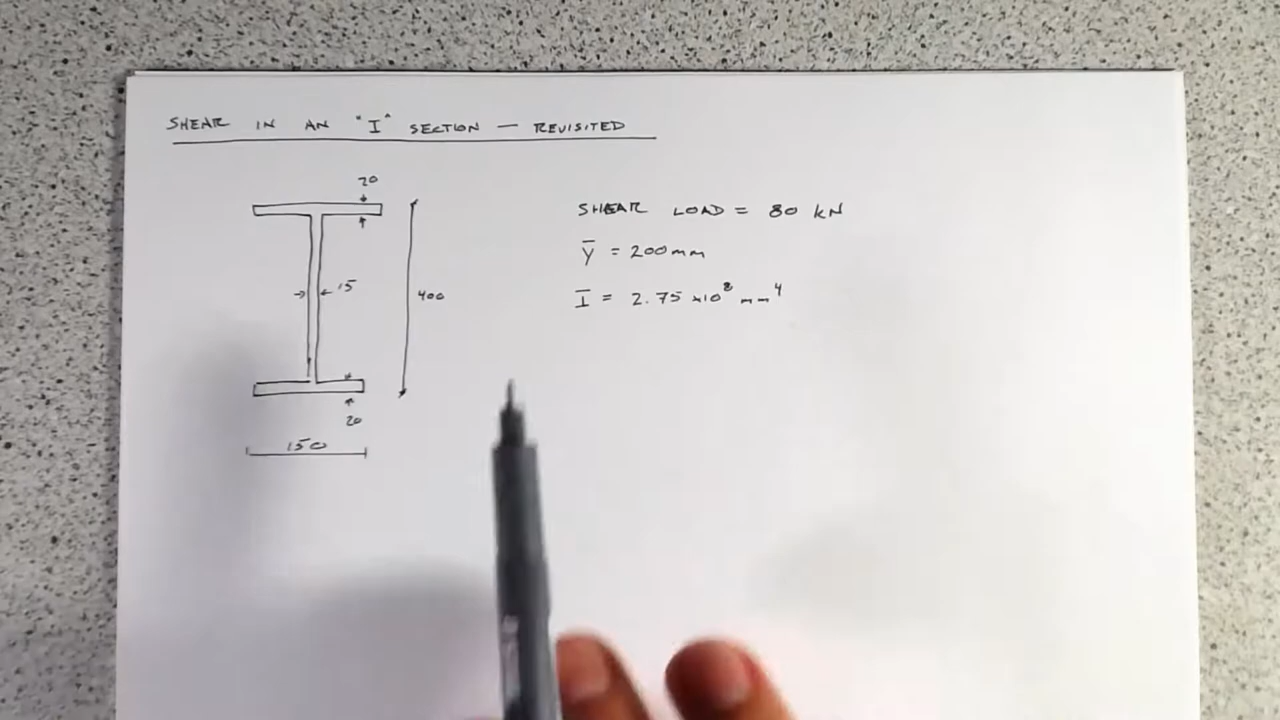 SHEAR IN AN "I" SECTION — REVISITED
20
SHEAR LOAD = 80 kN
ȳ = 200mm
15
400
Ī = 2.75 x10⁸ mm⁴
20
150